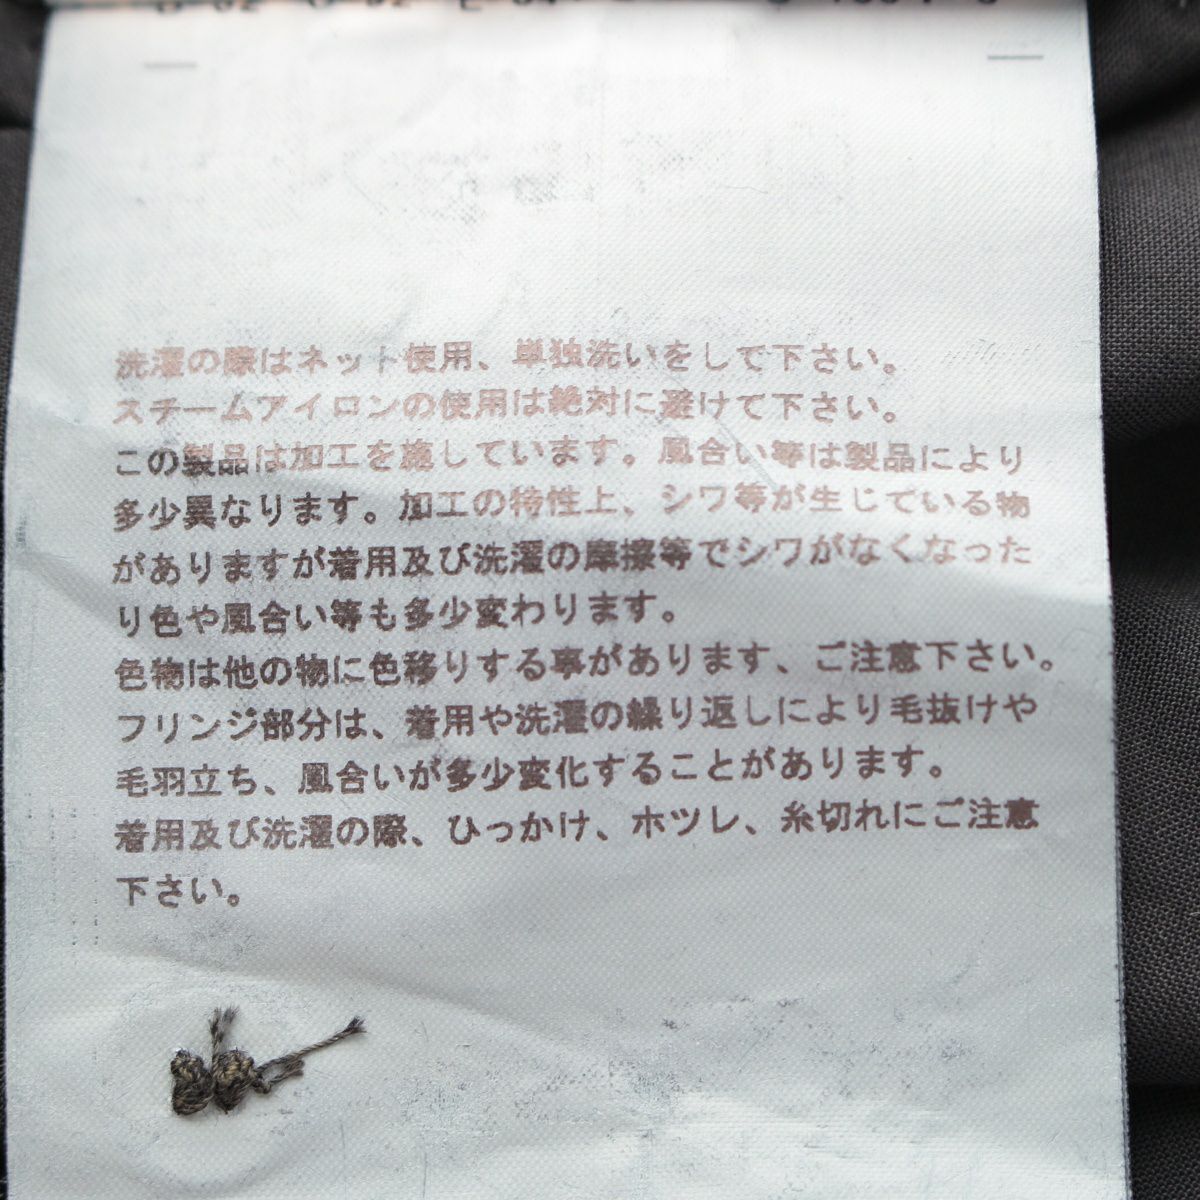 洗濯の際はネット使用、単独洗いをして下さい。
スチームアイロンの使用は絶対に避けて下さい。
この製品は加工を施しています。風合い等は製品により
多少異なります。加工の特性上、シワ等が生じている物
がありますが着用及び洗濯の摩擦等でシワがなくなった
り色や風合い等も多少変わります。
色物は他の物に色移りする事があります、ご注意下さい。
フリンジ部分は、着用や洗濯の繰り返しにより毛抜けや
毛羽立ち、風合いが多少変化することがあります。
着用及び洗濯の際、ひっかけ、ホツレ、糸切れにご注意
下さい。